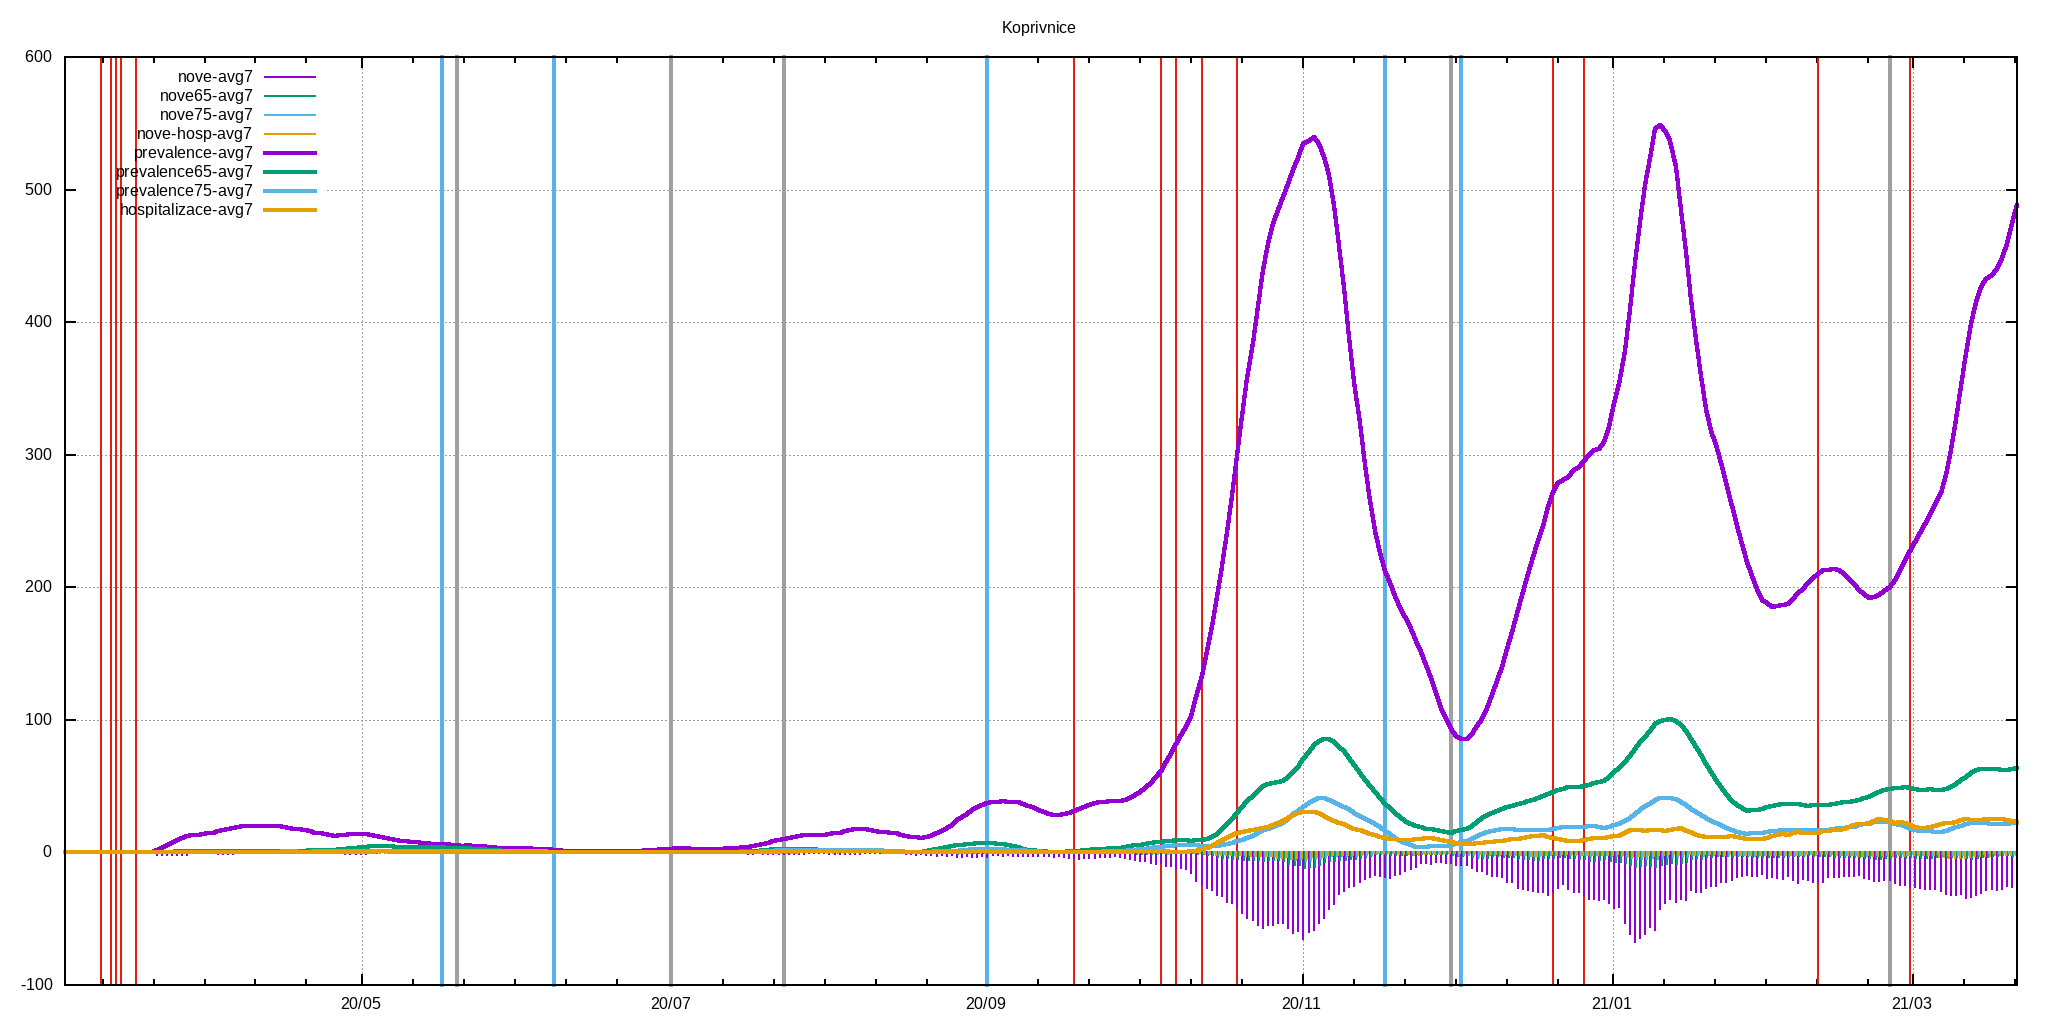 Koprivnice
600
500
400
300
200
100
0
-100
nove-avg7
nove65-avg7
nove75-avg7
nove-hosp-avg7
prevalence-avg7
prevalence65-avg7
prevalence75-avg7
hospitalizace-avg7
20/05 20/07 20/09 20/11 21/01 21/03